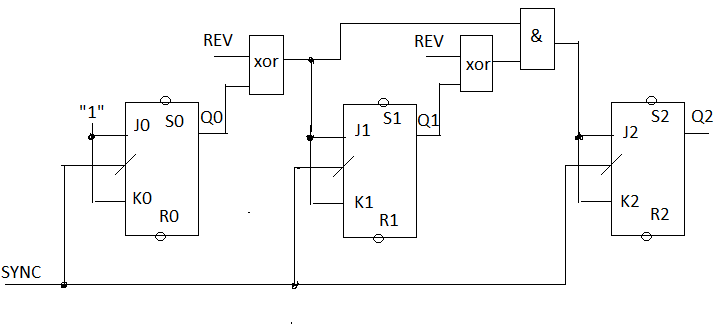 REV xor REV xor &
"1" J0 S0 Q0 J1 S1 Q1 J2 S2 Q2
K0 R0 K1 R1 K2 R2
SYNC